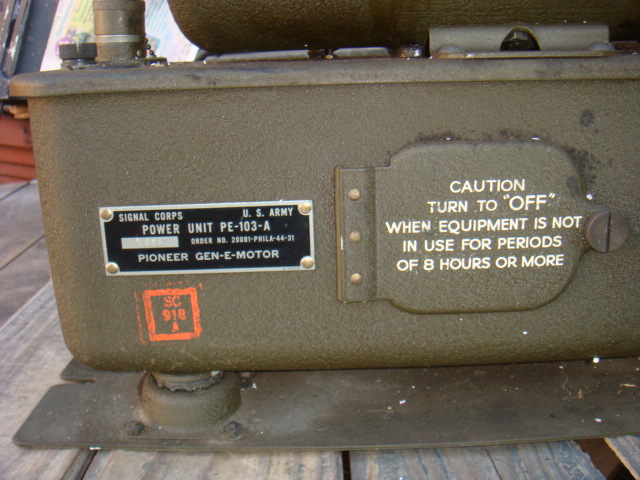 SIGNAL CORPS U. S. ARMY
POWER UNIT PE-103-A
ORDER NO. 20081-PHILA-44-31
PIONEER GEN-E-MOTOR
SC
918
A
CAUTION
TURN TO "OFF"
WHEN EQUIPMENT IS NOT
IN USE FOR PERIODS
OF 8 HOURS OR MORE